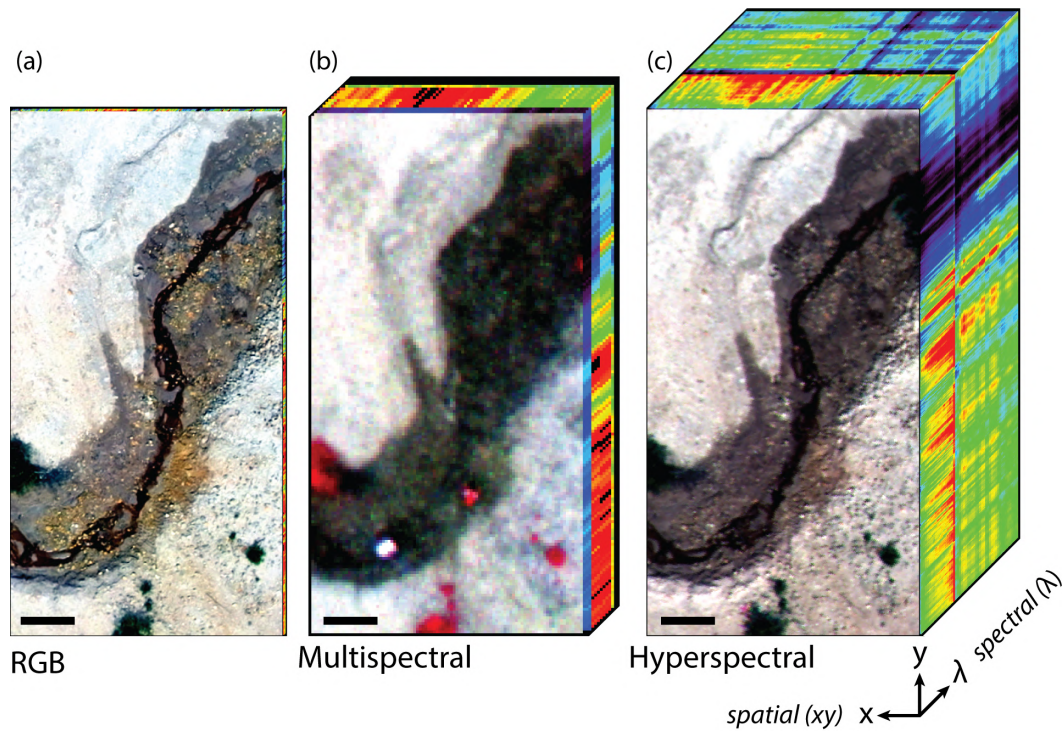 (a)
(b)
(c)
RGB
Multispectral
Hyperspectral
y
λ
spectral (λ)
spatial (xy)
x